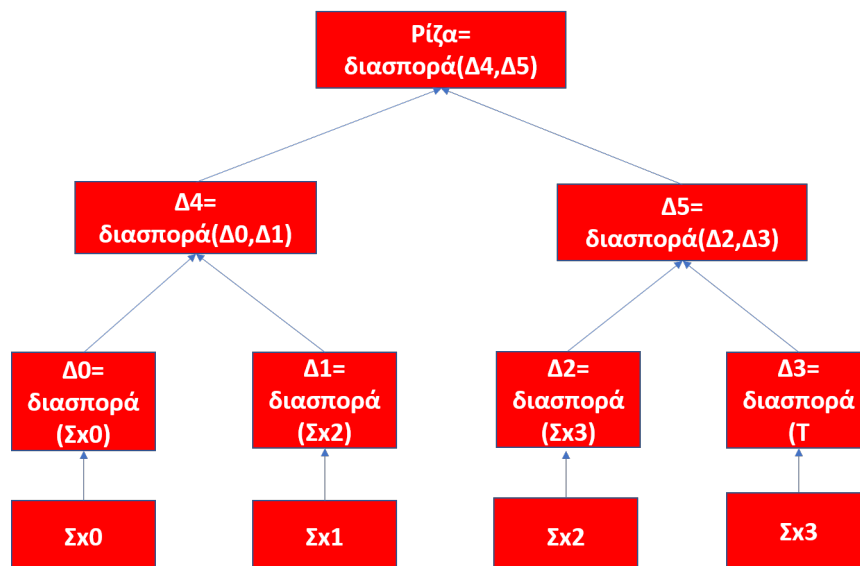 Ρίζα=
διασπορά(Δ4,Δ5)
Δ4=
διασπορά(Δ0,Δ1)
Δ5=
διασπορά(Δ2,Δ3)
Δ0=
διασπορά
(Σx0)
Δ1=
διασπορά
(Σx2)
Δ2=
διασπορά
(Σx3)
Δ3=
διασπορά
(Τ
Σx0
Σx1
Σx2
Σx3